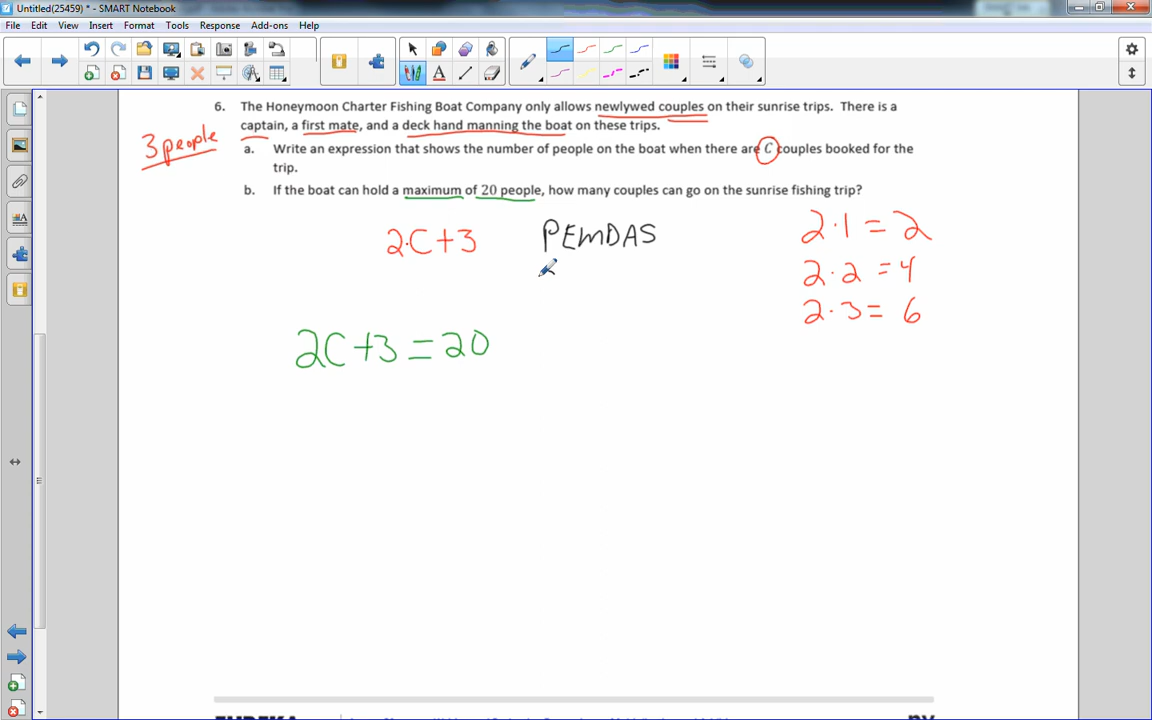 Untitled(25459) * - SMART Notebook
File Edit View Insert Format Tools Response Add-ons Help
6. The Honeymoon Charter Fishing Boat Company only allows newlywed couples on their sunrise trips. There is a
captain, a first mate, and a deck hand manning the boat on these trips.
3 people
a. Write an expression that shows the number of people on the boat when there are C couples booked for the
trip.
b. If the boat can hold a maximum of 20 people, how many couples can go on the sunrise fishing trip?
2·C+3 PEMDAS 2·1 = 2
2·2 = 4
2·3 = 6
2C+3=20
EUREKA